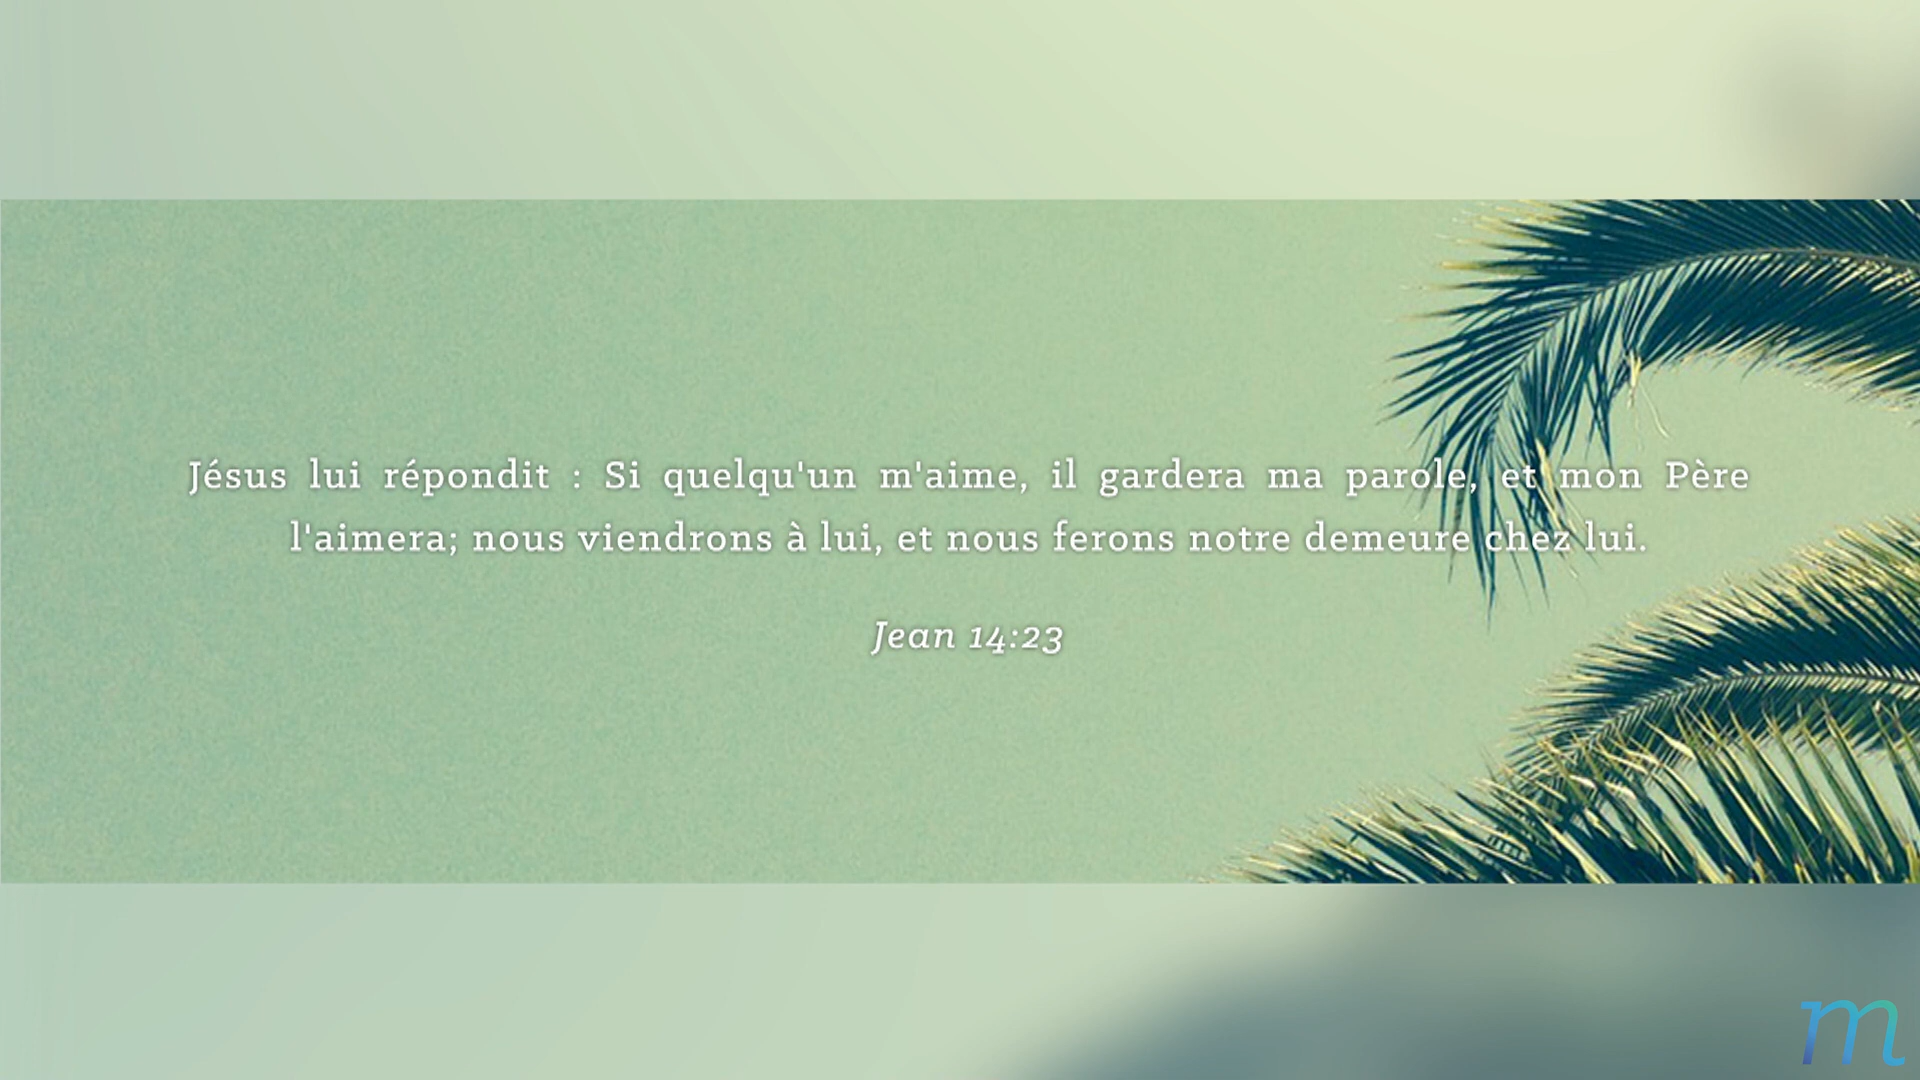 Jésus lui répondit : Si quelqu'un m'aime, il gardera ma parole, et mon Père
l'aimera; nous viendrons à lui, et nous ferons notre demeure chez lui.
Jean 14:23
m